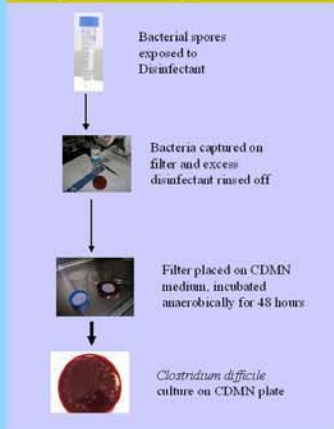 Bacterial spores
exposed to
Disinfectant
Bacteria captured on
filter and excess
disinfectant rinsed off
Filter placed on CDMN
medium, incubated
anaerobically for 48 hours
Clostridium difficile
culture on CDMN plate